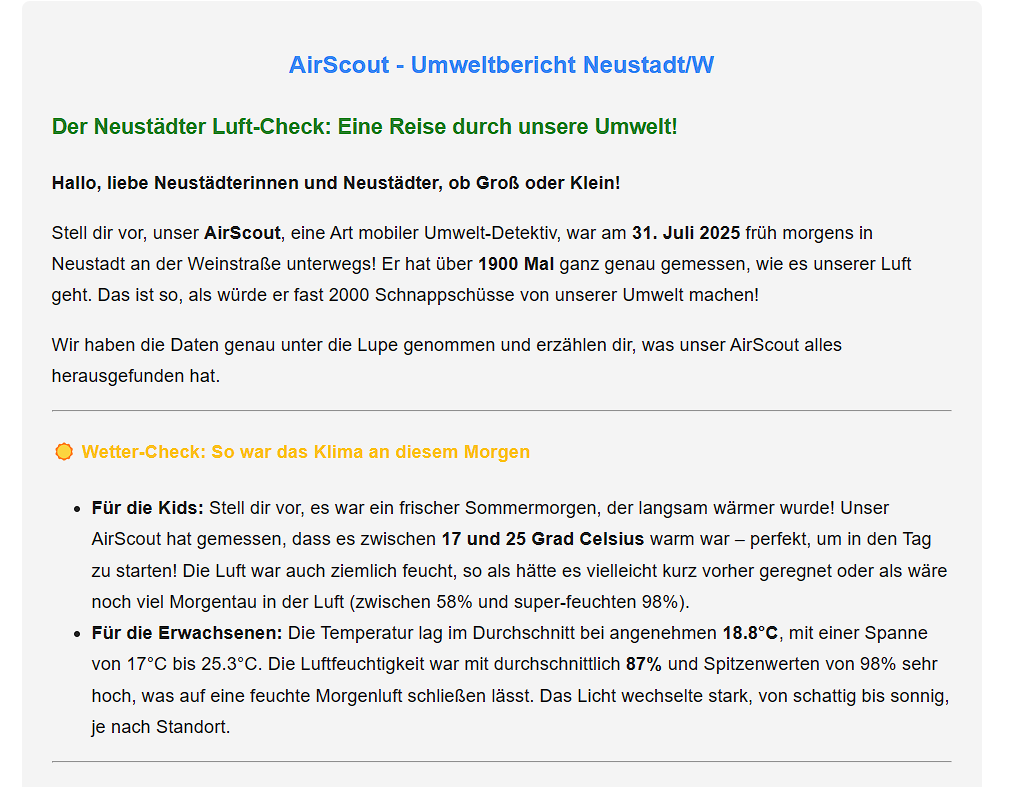 AirScout - Umweltbericht Neustadt/W
Der Neustädter Luft-Check: Eine Reise durch unsere Umwelt!
Hallo, liebe Neustädterinnen und Neustädter, ob Groß oder Klein!
Stell dir vor, unser AirScout, eine Art mobiler Umwelt-Detektiv, war am 31. Juli 2025 früh morgens in
Neustadt an der Weinstraße unterwegs! Er hat über 1900 Mal ganz genau gemessen, wie es unserer Luft
geht. Das ist so, als würde er fast 2000 Schnappschüsse von unserer Umwelt machen!
Wir haben die Daten genau unter die Lupe genommen und erzählen dir, was unser AirScout alles
herausgefunden hat.
Wetter-Check: So war das Klima an diesem Morgen
• Für die Kids: Stell dir vor, es war ein frischer Sommermorgen, der langsam wärmer wurde! Unser
AirScout hat gemessen, dass es zwischen 17 und 25 Grad Celsius warm war – perfekt, um in den Tag
zu starten! Die Luft war auch ziemlich feucht, so als hätte es vielleicht kurz vorher geregnet oder als wäre
noch viel Morgentau in der Luft (zwischen 58% und super-feuchten 98%).
• Für die Erwachsenen: Die Temperatur lag im Durchschnitt bei angenehmen 18.8°C, mit einer Spanne
von 17°C bis 25.3°C. Die Luftfeuchtigkeit war mit durchschnittlich 87% und Spitzenwerten von 98% sehr
hoch, was auf eine feuchte Morgenluft schließen lässt. Das Licht wechselte stark, von schattig bis sonnig,
je nach Standort.